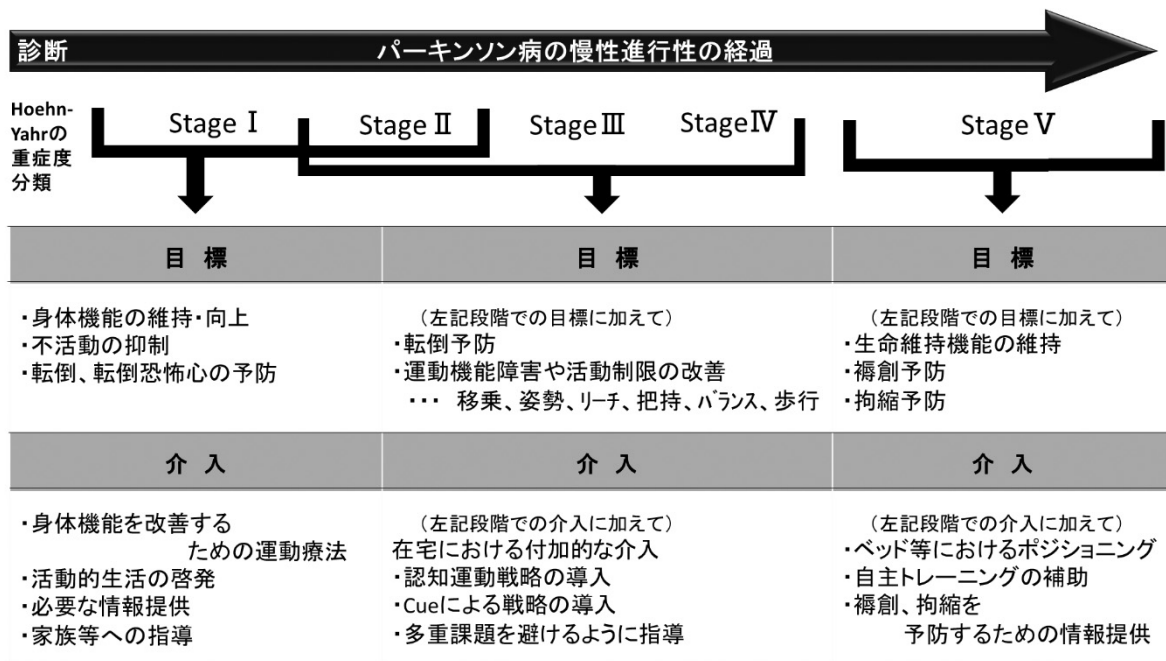 診断 パーキンソン病の慢性進行性の経過
Hoehn-
Yahrの
重症度
分類
Stage Ⅰ Stage Ⅱ StageⅢ StageⅣ Stage Ⅴ
目 標
・身体機能の維持・向上
・不活動の抑制
・転倒、転倒恐怖心の予防
目 標
(左記段階での目標に加えて)
・転倒予防
・運動機能障害や活動制限の改善
・・・ 移乗、姿勢、リーチ、把持、バランス、歩行
目 標
(左記段階での目標に加えて)
・生命維持機能の維持
・褥創予防
・拘縮予防
介 入
・身体機能を改善する
ための運動療法
・活動的生活の啓発
・必要な情報提供
・家族等への指導
介 入
(左記段階での介入に加えて)
在宅における付加的な介入
・認知運動戦略の導入
・Cueによる戦略の導入
・多重課題を避けるように指導
介 入
(左記段階での介入に加えて)
・ベッド等におけるポジショニング
・自主トレーニングの補助
・褥創、拘縮を
予防するための情報提供